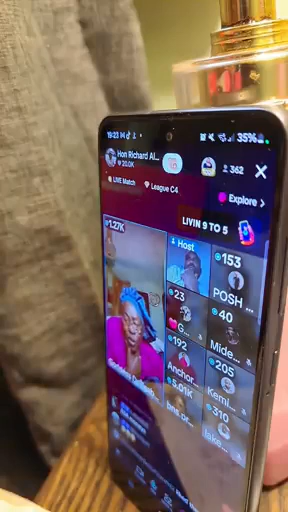 19:23
35%
Hon Richard Al...
20.0K
362
LIVE Match
League C4
Explore >
LIVIN 9 TO 5
1.27K
Host
153
POSH ...
23
G...
40
Mide...
192
Anchor...
205
Kemi...
5.01K
310